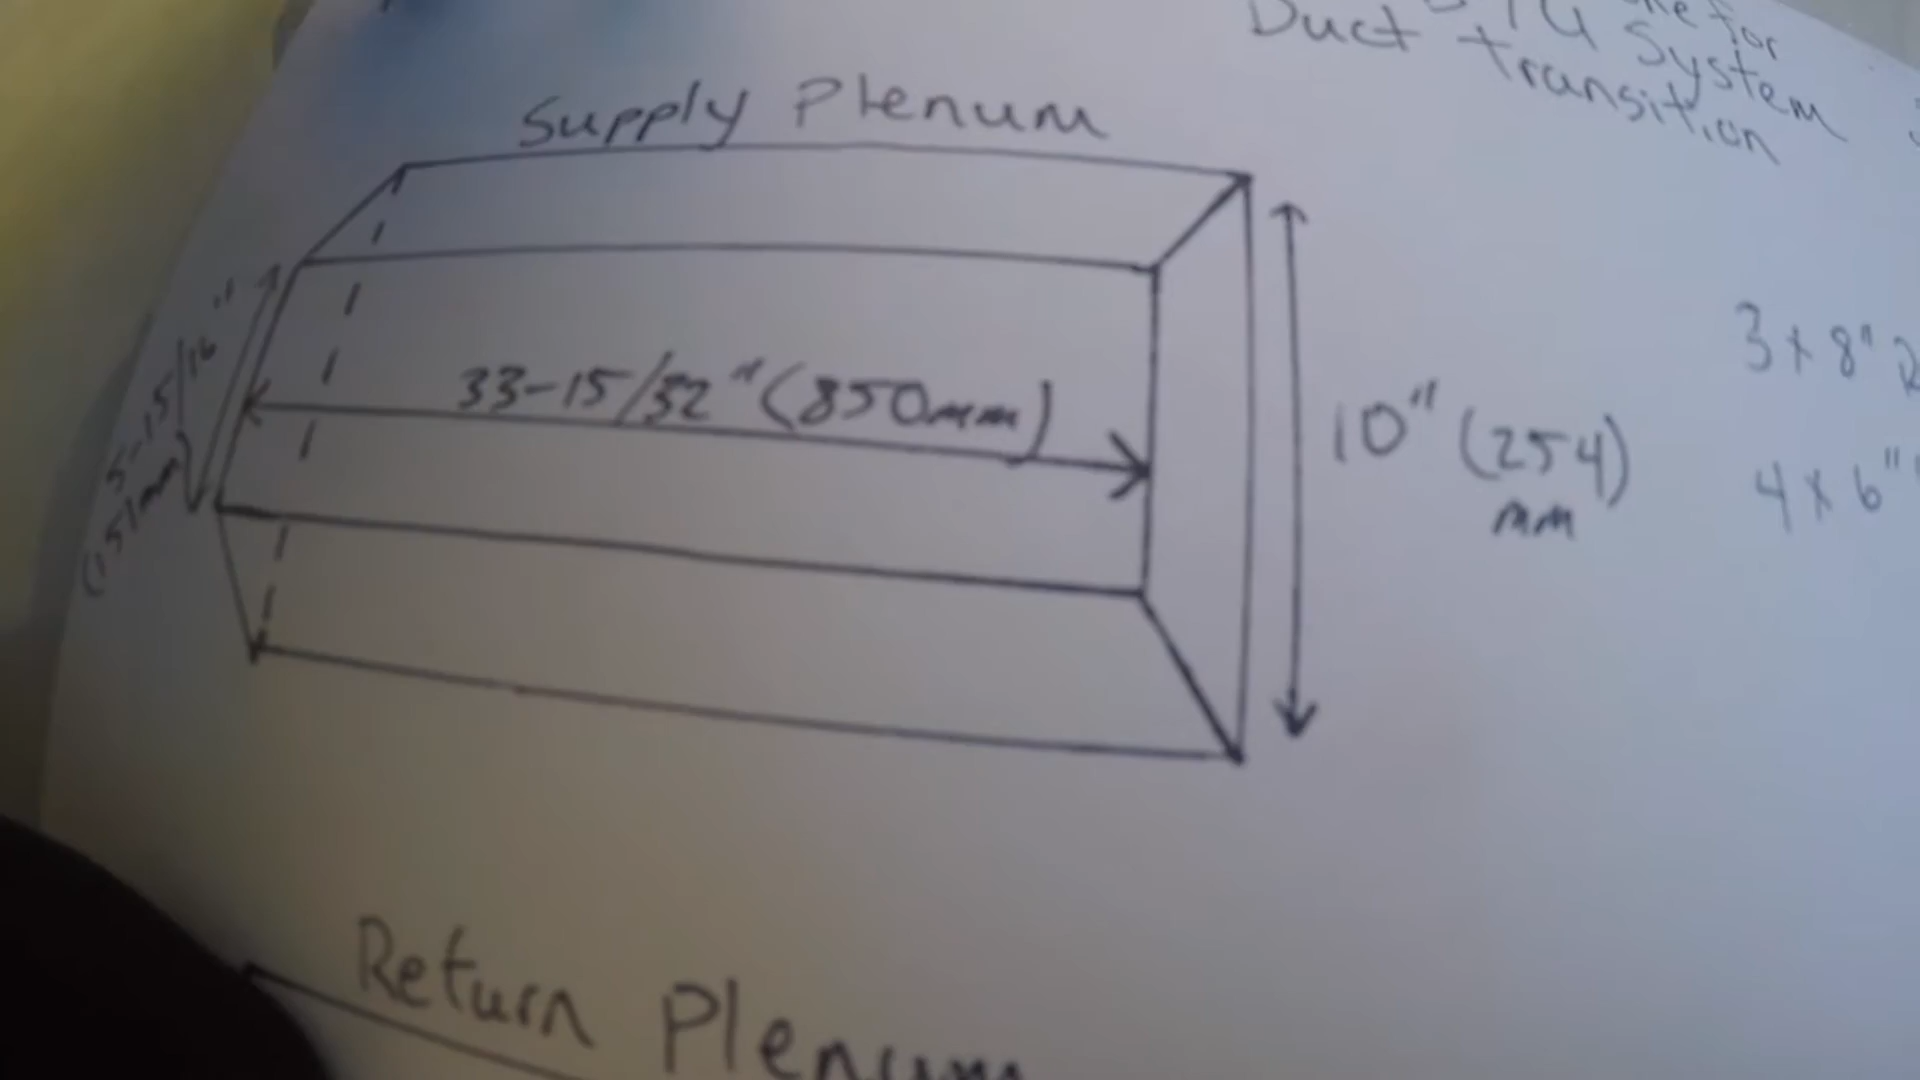 for
System
Duct transition
Supply Plenum
5-15/16"
(151mm)
33-15/32" (850mm)
10" (254)
mm
3 x 8"
4 x 6"
Return Plenum